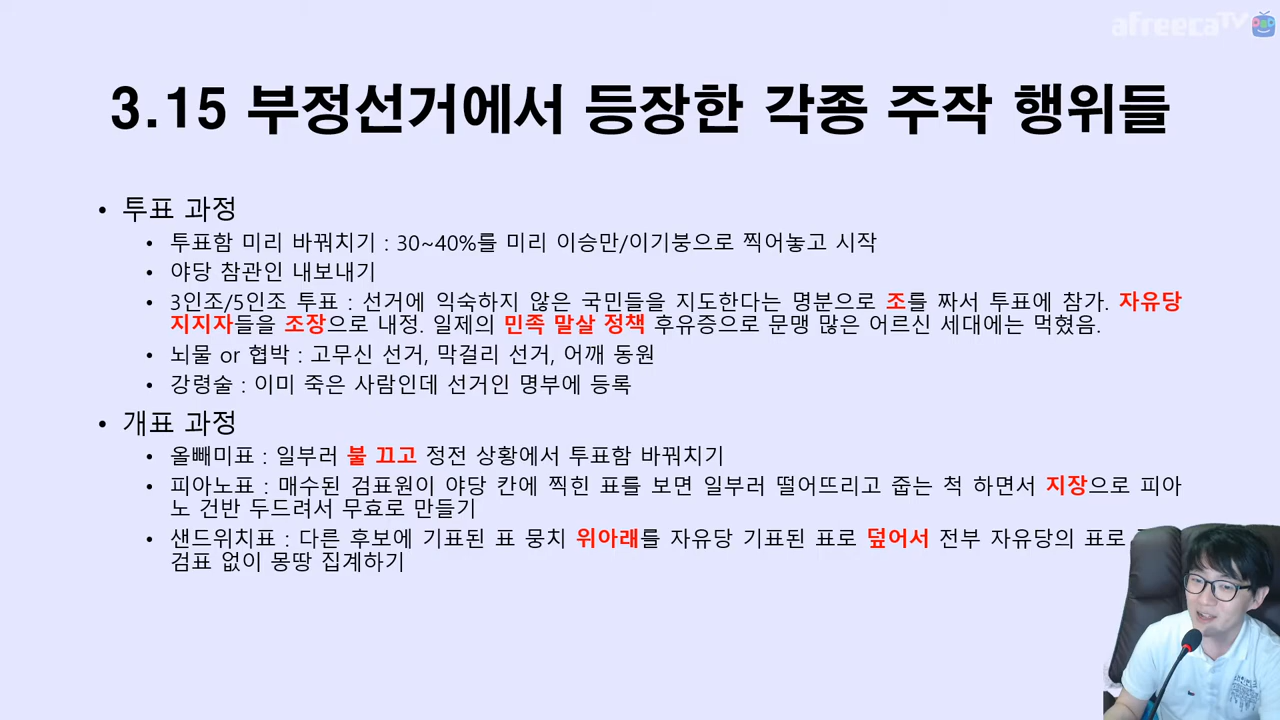 afreecaTV
3.15 부정선거에서 등장한 각종 주작 행위들
• 투표 과정
• 투표함 미리 바꿔치기 : 30~40%를 미리 이승만/이기붕으로 찍어놓고 시작
• 야당 참관인 내보내기
• 3인조/5인조 투표 : 선거에 익숙하지 않은 국민들을 지도한다는 명분으로 조를 짜서 투표에 참가. 자유당
지지자들을 조장으로 내정. 일제의 민족 말살 정책 후유증으로 문맹 많은 어르신 세대에는 먹혔음.
• 뇌물 or 협박 : 고무신 선거, 막걸리 선거, 어깨 동원
• 강령술 : 이미 죽은 사람인데 선거인 명부에 등록
• 개표 과정
• 올빼미표 : 일부러 불 끄고 정전 상황에서 투표함 바꿔치기
• 피아노표 : 매수된 검표원이 야당 칸에 찍힌 표를 보면 일부러 떨어뜨리고 줍는 척 하면서 지장으로 피아
노 건반 두드려서 무효로 만들기
• 샌드위치표 : 다른 후보에 기표된 표 뭉치 위아래를 자유당 기표된 표로 덮어서 전부 자유당의 표로
검표 없이 몽땅 집계하기